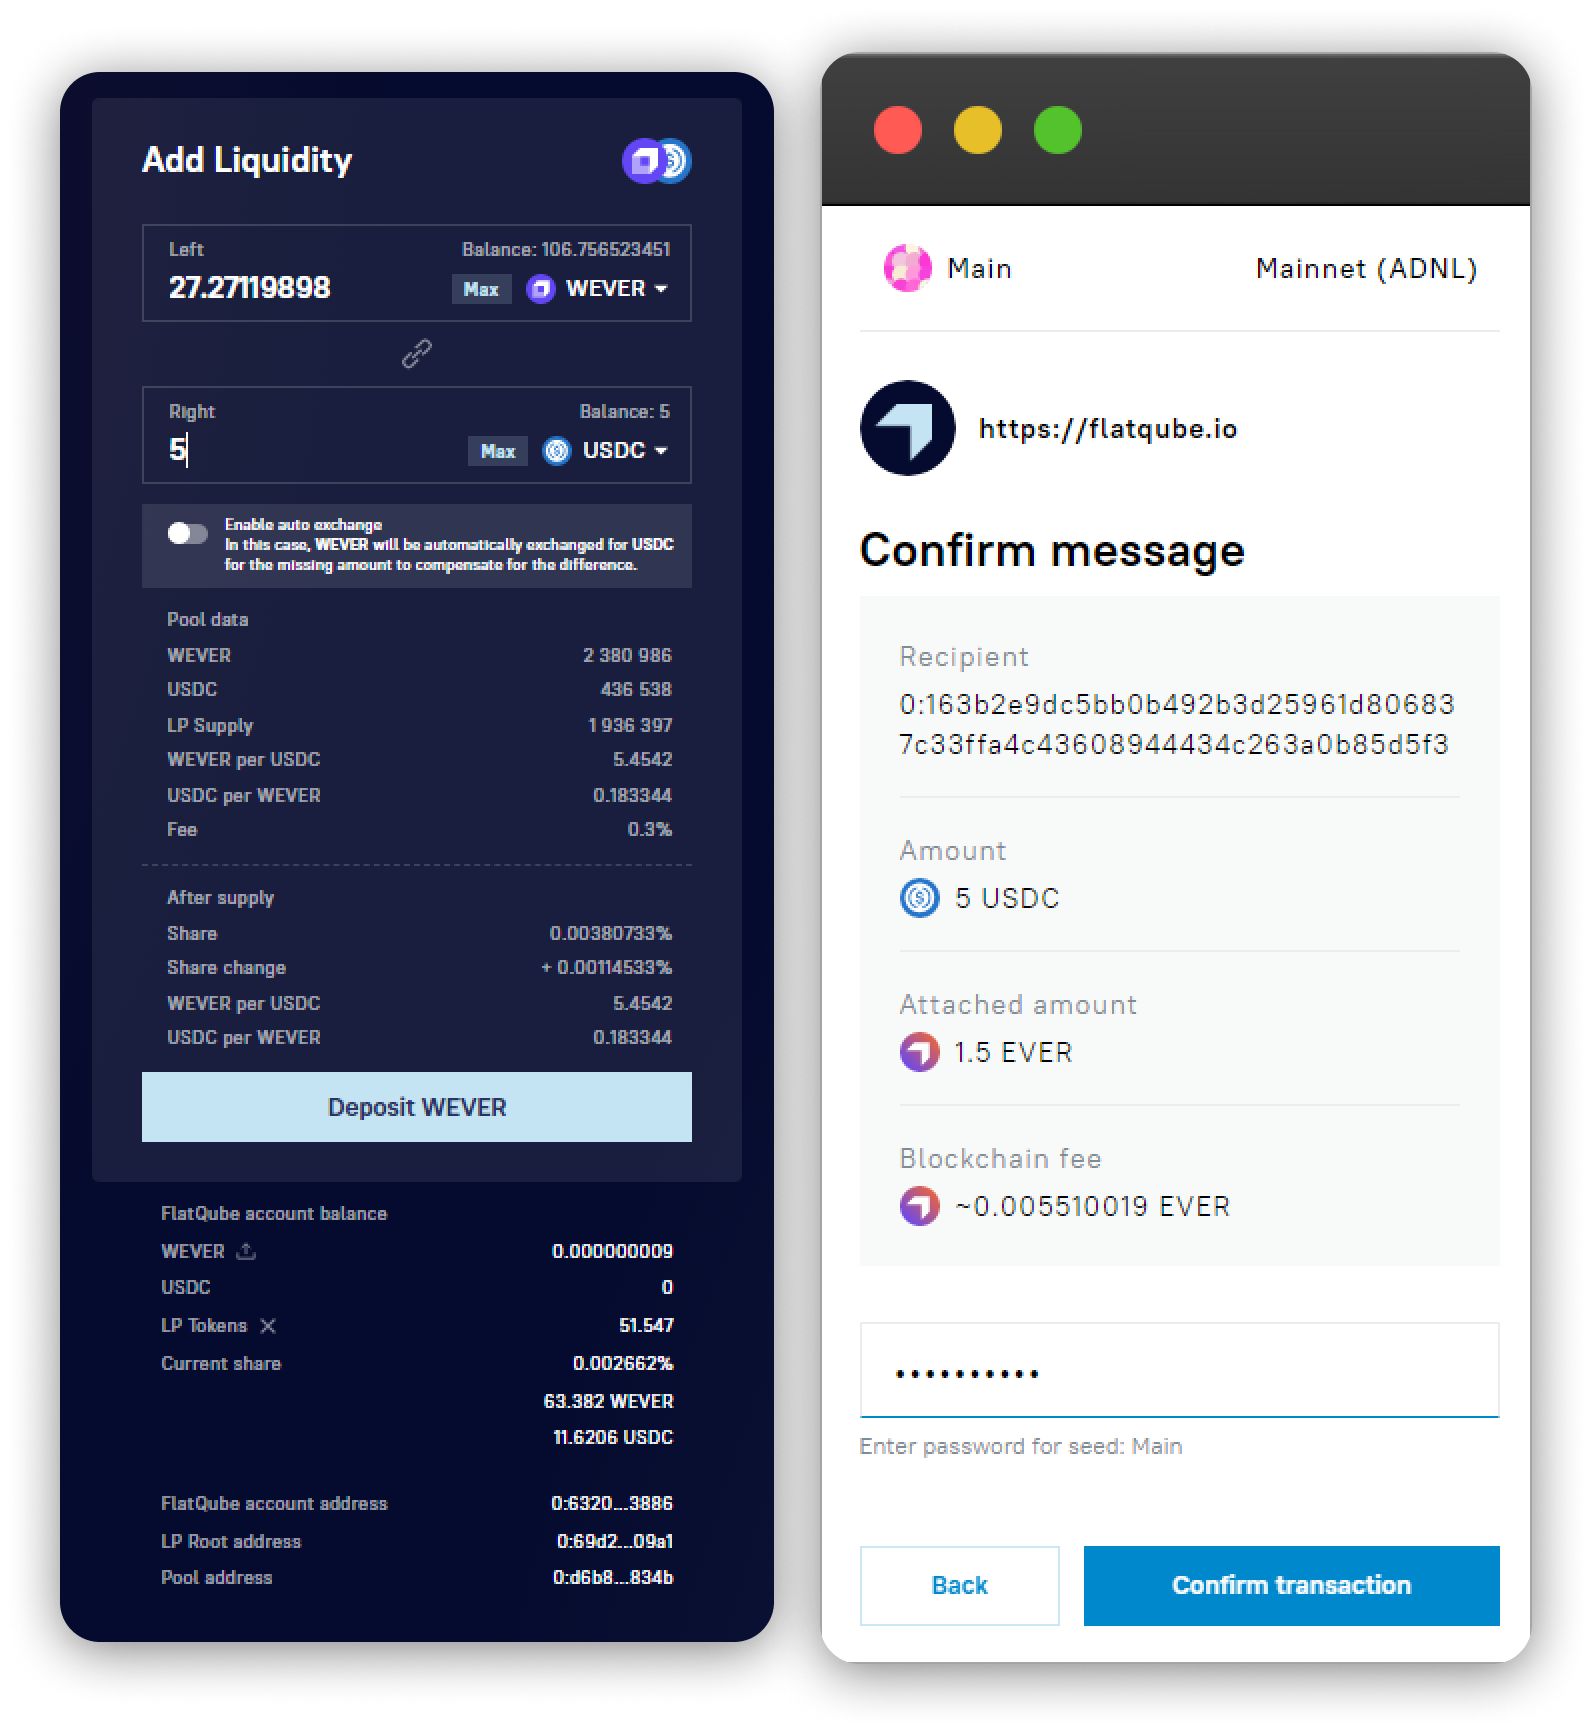 Add Liquidity
Left Balance: 106.756523451
27.27119898 Max WEVER
Right Balance: 5
5 Max USDC
Enable auto exchange
In this case, WEVER will be automatically exchanged for USDC
for the missing amount to compensate for the difference.
Pool data
WEVER 2 380 986
USDC 436 538
LP Supply 1 936 397
WEVER per USDC 5.4542
USDC per WEVER 0.183344
Fee 0.3%
After supply
Share 0.00380733%
Share change + 0.00114533%
WEVER per USDC 5.4542
USDC per WEVER 0.183344
Deposit WEVER
FlatQube account balance
WEVER 0.000000009
USDC 0
LP Tokens 51.547
Current share 0.002662%
63.382 WEVER
11.6206 USDC
FlatQube account address 0:6320...3886
LP Root address 0:69d2...09a1
Pool address 0:d6b8...834b
Main Mainnet (ADNL)
https://flatqube.io
Confirm message
Recipient
0:163b2e9dc5bb0b492b3d25961d80683
7c33ffa4c43608944434c263a0b85d5f3
Amount
5 USDC
Attached amount
1.5 EVER
Blockchain fee
~0.005510019 EVER
••••••••••
Enter password for seed: Main
Back Confirm transaction